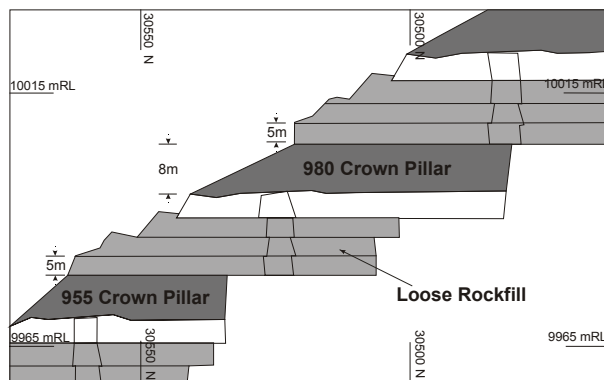 30550 N
30500 N
10015 mRL
10015 mRL
5m
8m
980 Crown Pillar
5m
955 Crown Pillar
Loose Rockfill
9965 mRL
9965 mRL
30550 N
30500 N